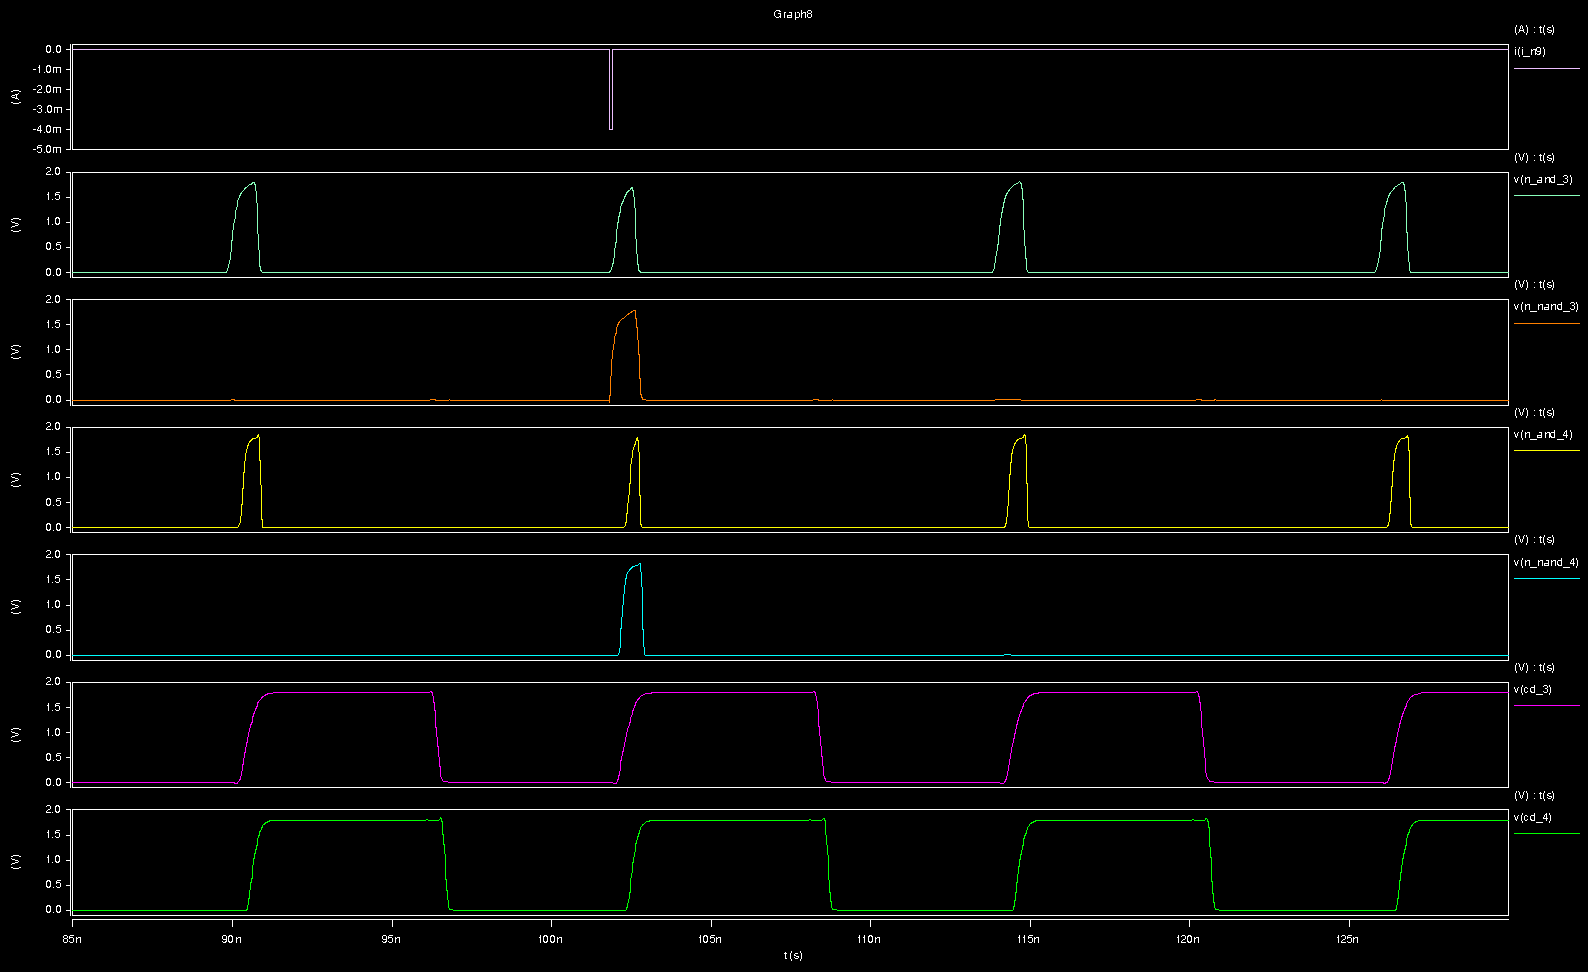 Graph8
(A) : t(s)
i(i_n9)
0.0
-1.0m
-2.0m
-3.0m
-4.0m
-5.0m
(A)
(V) : t(s)
v(n_and_3)
2.0
1.5
1.0
0.5
0.0
(V)
(V) : t(s)
v(n_nand_3)
2.0
1.5
1.0
0.5
0.0
(V)
(V) : t(s)
v(n_and_4)
2.0
1.5
1.0
0.5
0.0
(V)
(V) : t(s)
v(n_nand_4)
2.0
1.5
1.0
0.5
0.0
(V)
(V) : t(s)
v(cd_3)
2.0
1.5
1.0
0.5
0.0
(V)
(V) : t(s)
v(cd_4)
2.0
1.5
1.0
0.5
0.0
(V)
85n 90n 95n 100n 105n 110n 115n 120n 125n
t(s)